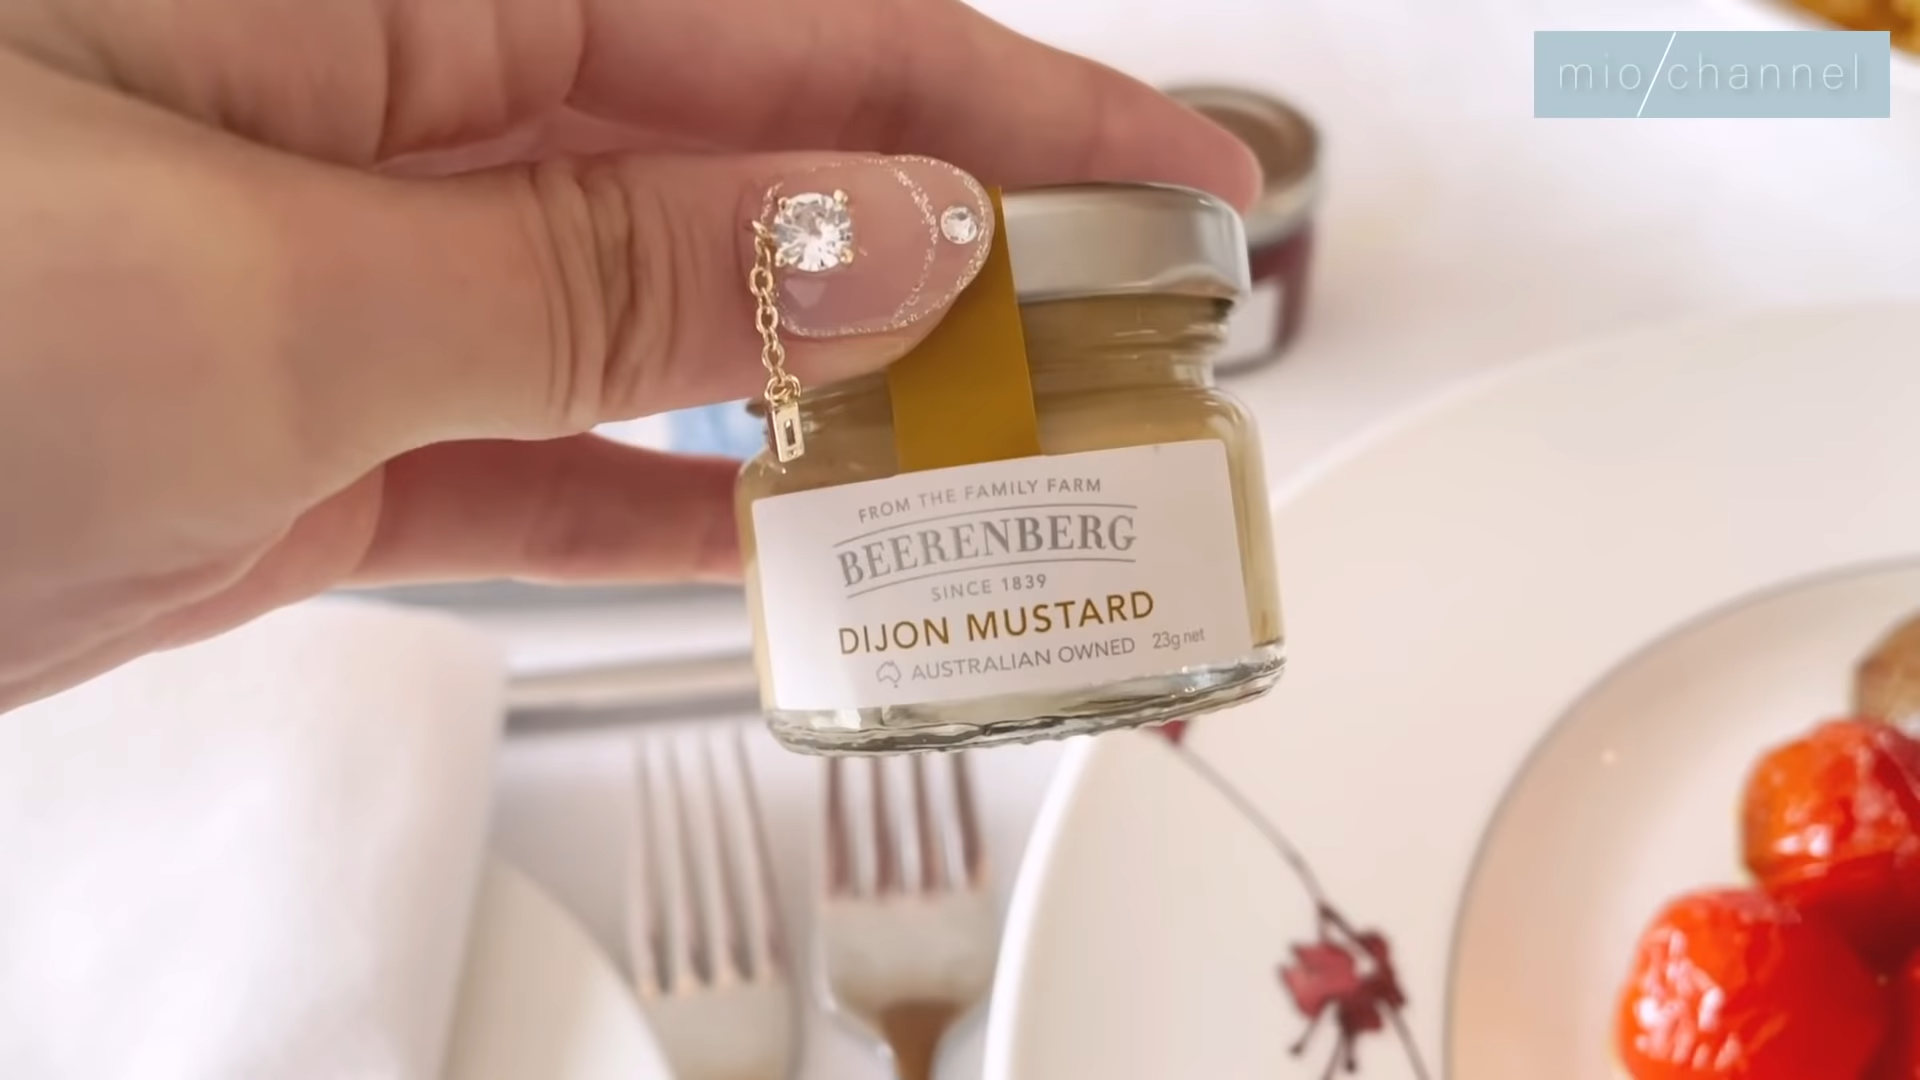 mio/channel
FROM THE FAMILY FARM
BEERENBERG
SINCE 1839
DIJON MUSTARD
AUSTRALIAN OWNED 23g net